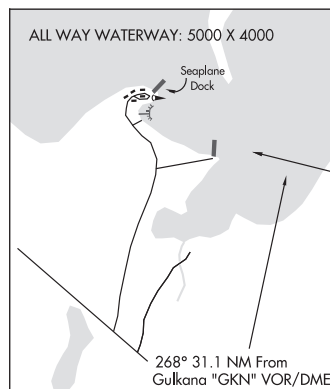 ALL WAY WATERWAY: 5000 X 4000
Seaplane
Dock
268° 31.1 NM From
Gulkana "GKN" VOR/DME